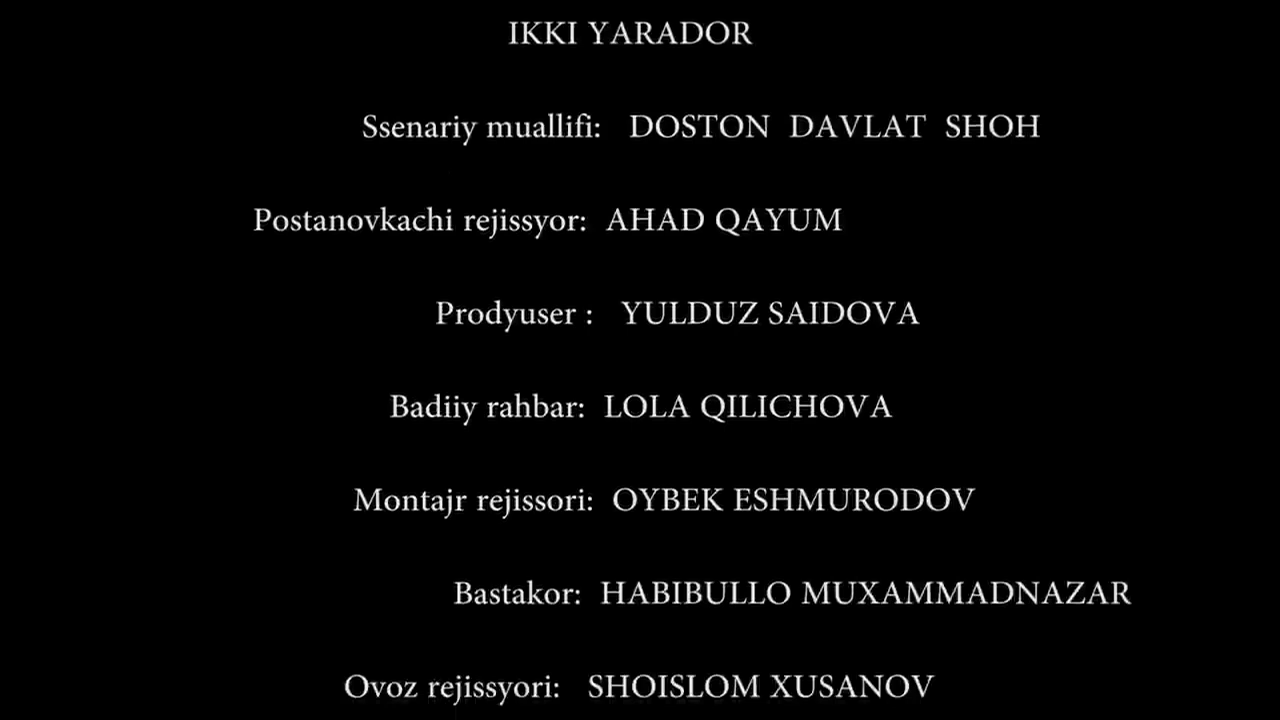 IKKI YARADOR
Ssenariy muallifi: DOSTON DAVLAT SHOH
Postanovkachi rejissyor: AHAD QAYUM
Prodyuser : YULDUZ SAIDOVA
Badiiy rahbar: LOLA QILICHOVA
Montajr rejissori: OYBEK ESHMURODOV
Bastakor: HABIBULLO MUXAMMADNAZAR
Ovoz rejissyori: SHOISLOM XUSANOV